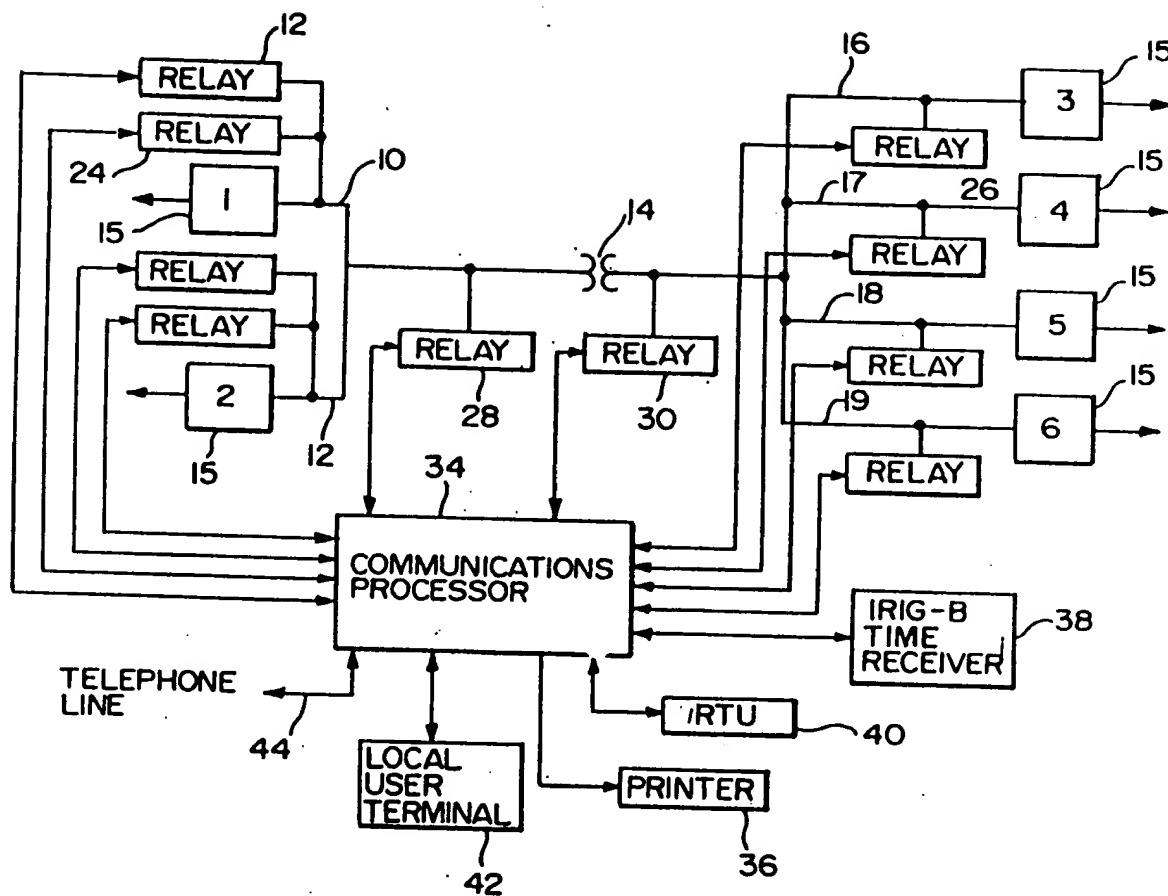 12
RELAY
RELAY
24
1
15
10
RELAY
RELAY
2
15
12
14
RELAY
28
RELAY
30
16
3
15
RELAY
17
26
4
15
RELAY
18
5
15
RELAY
19
6
15
RELAY
34
COMMUNICATIONS
PROCESSOR
IRIG-B
TIME
RECEIVER
38
TELEPHONE
LINE
44
RTU
40
LOCAL
USER
TERMINAL
42
PRINTER
36